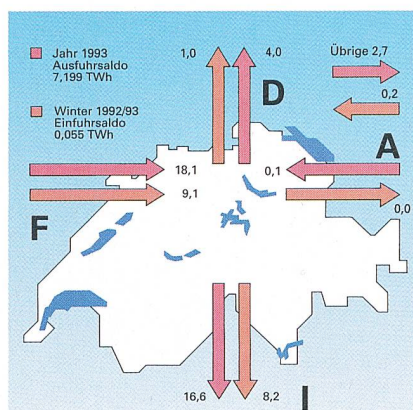 Jahr 1993
Ausfuhrsaldo
7,199 TWh
Winter 1992/93
Einfuhrsaldo
0,055 TWh
1,0
4,0
Übrige 2,7
0,2
D
A
18,1
0,1
9,1
0,0
F
16,6
8,2
I